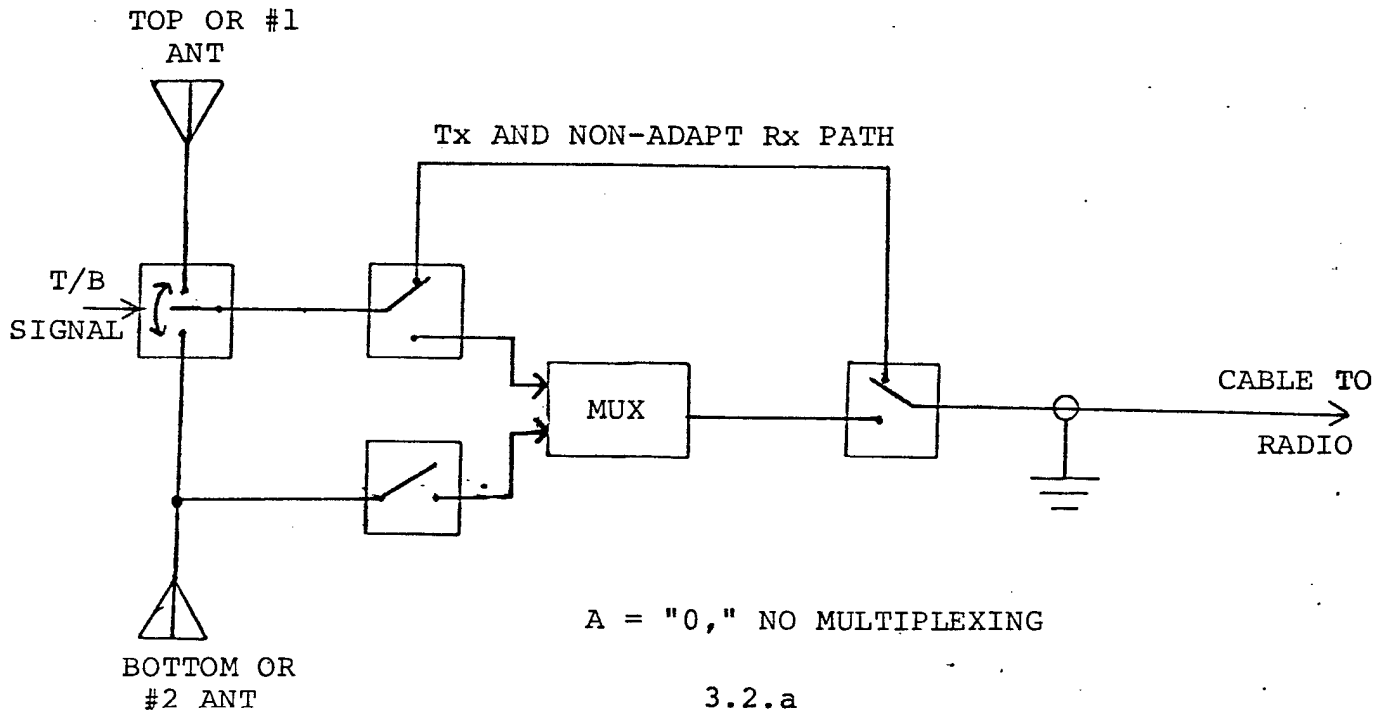 TOP OR #1
ANT
Tx AND NON-ADAPT Rx PATH
T/B
SIGNAL
MUX
CABLE TO
RADIO
A = "0," NO MULTIPLEXING
BOTTOM OR
#2 ANT
3.2.a